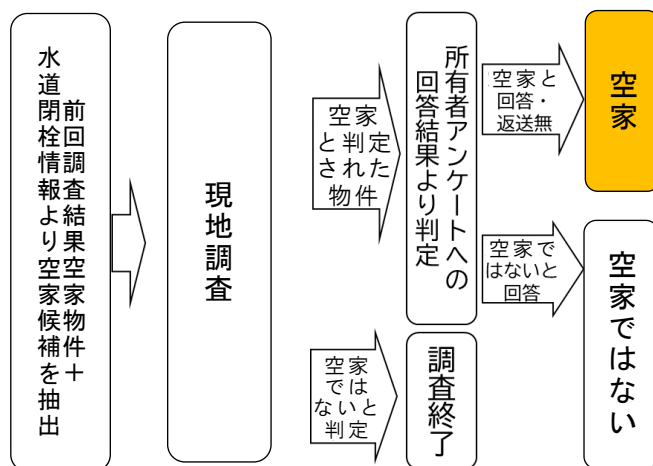 前回調査結果空家物件＋
水道閉栓情報より空家候補を抽出
現地調査
空家
と判定
された
物件
空家
ではな
いと
判定
所有者アンケートへの
回答結果より判定
調査終了
空家と
回答・
返送無
空家で
はないと
回答
空家
空家ではない